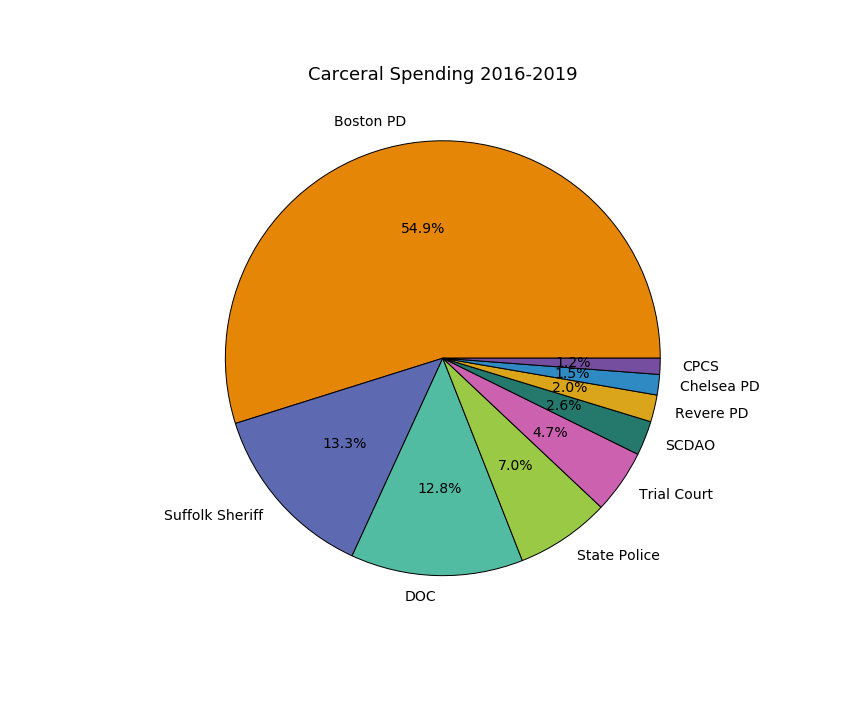 Carceral Spending 2016-2019
Boston PD
54.9%
1.2%
CPCS
1.5%
Chelsea PD
2.0%
Revere PD
2.6%
SCDAO
4.7%
Trial Court
7.0%
State Police
12.8%
DOC
13.3%
Suffolk Sheriff